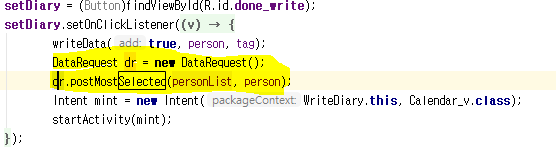 setDiary = (Button)findViewById(R.id.done_write);
setDiary.setOnClickListener((v) → {
writeData( add: true, person, tag);
DataRequest dr = new DataRequest();
dr.postMostSelected(personList, person);
Intent mint = new Intent( packageContext: WriteDiary.this, Calendar_v.class);
startActivity(mint);
});